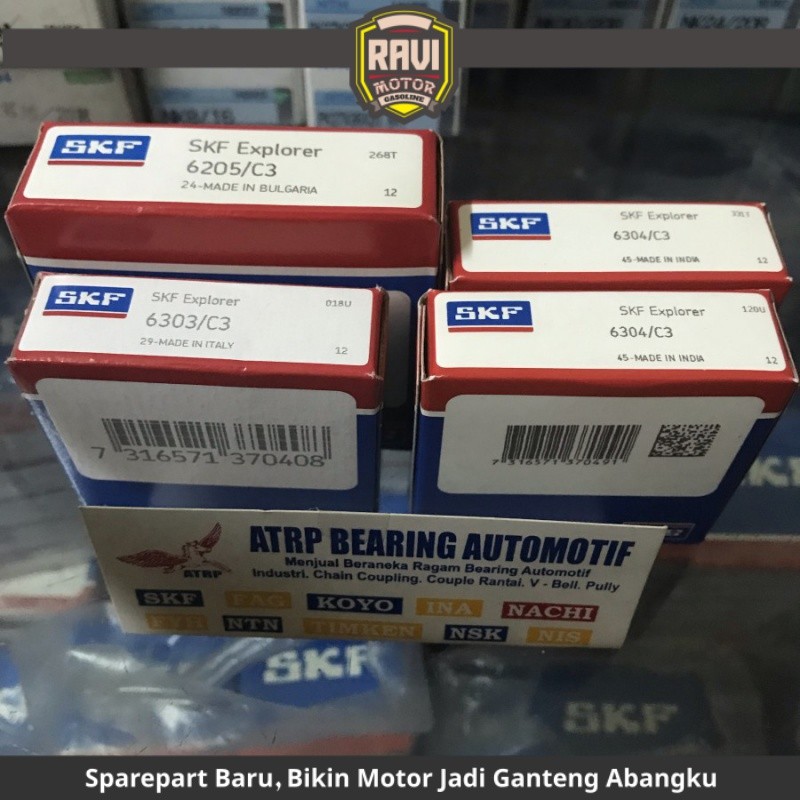 RAVI
MOTOR
GASOLINE
SKF
SKF Explorer
268T
6205/C3
24-MADE IN BULGARIA
12
SKF
SKF Explorer
6304/C3
45-MADE IN INDIA
12
SKF
SKF Explorer
018U
6303/C3
29-MADE IN ITALY
12
SKF
SKF Explorer
120U
6304/C3
45-MADE IN INDIA
12
7 316571 370408
7 316571 370491
ATRP BEARING AUTOMOTIF
Menjual Beraneka Ragam Bearing Automotif
Industri. Chain Coupling. Couple Rantai. V - Bell. Pully
ATRP
SKF FAG KOYO INA NACHI
FYH NTN TIMKEN NSK NIS
SKF
SKF
Sparepart Baru, Bikin Motor Jadi Ganteng Abangku